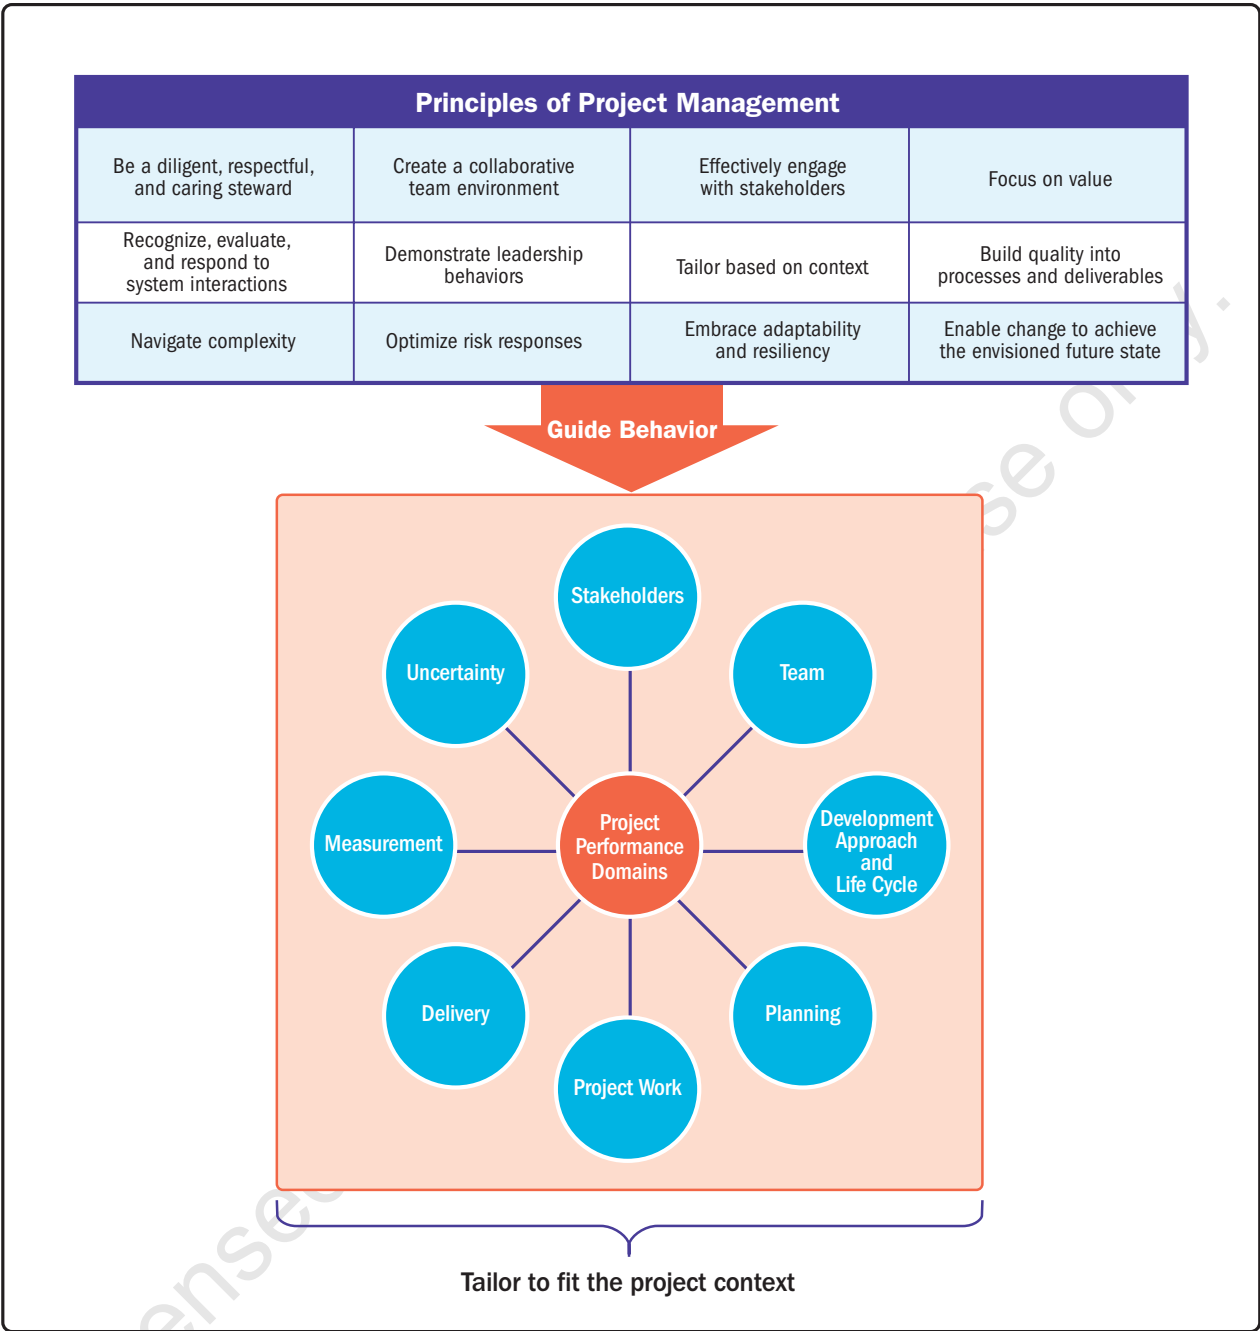 Principles of Project Management
Be a diligent, respectful,
and caring steward
Create a collaborative
team environment
Effectively engage
with stakeholders
Focus on value
Recognize, evaluate,
and respond to
system interactions
Demonstrate leadership
behaviors
Tailor based on context
Build quality into
processes and deliverables
Navigate complexity
Optimize risk responses
Embrace adaptability
and resiliency
Enable change to achieve
the envisioned future state
Guide Behavior
Stakeholders
Uncertainty
Team
Measurement
Project
Performance
Domains
Development
Approach
and
Life Cycle
Delivery
Planning
Project Work
Tailor to fit the project context